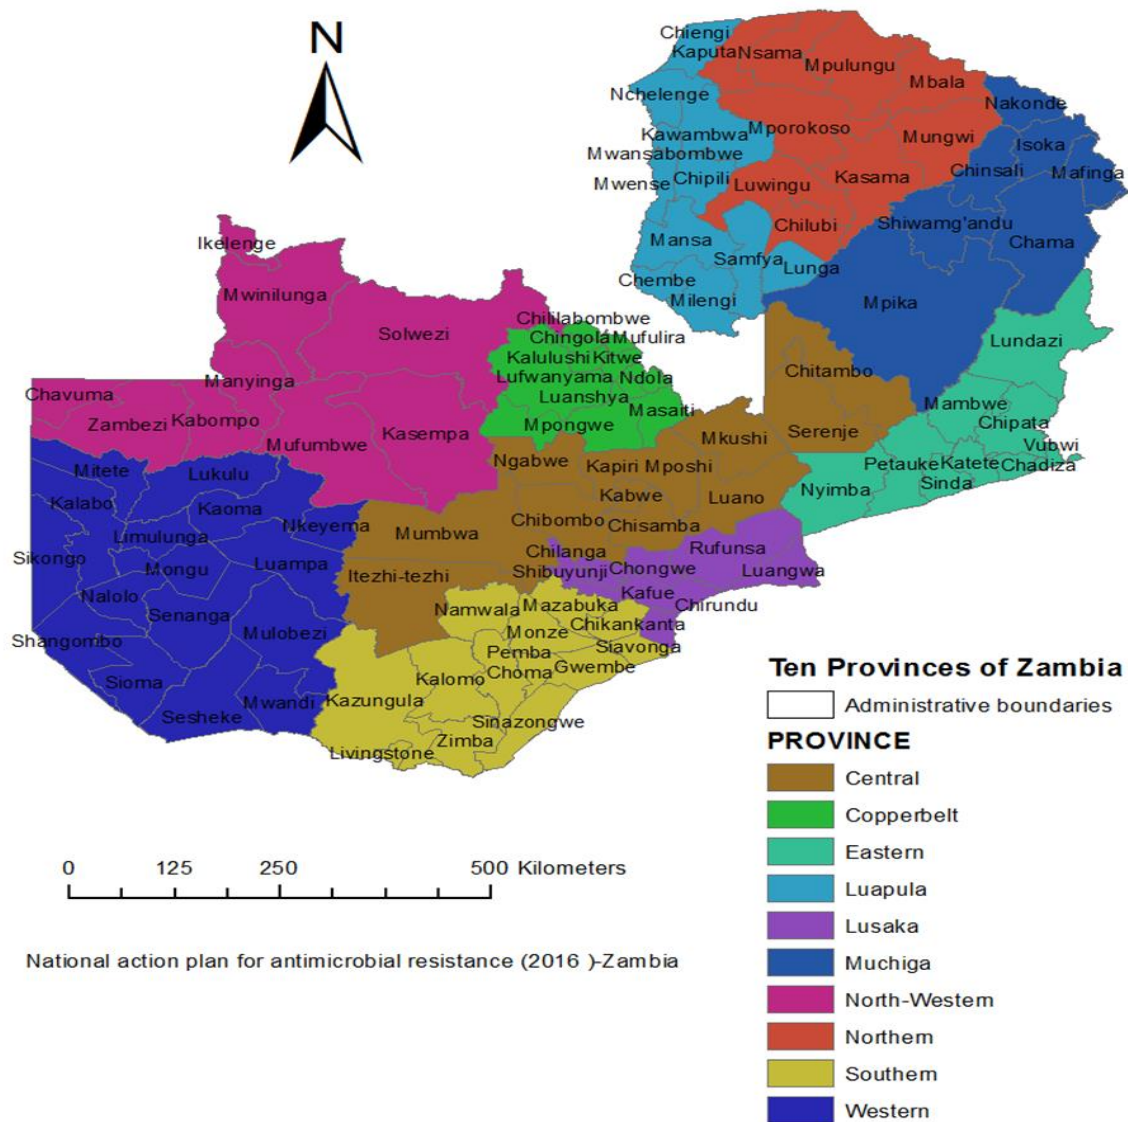 N
Chiengi
Kaputa
Nsama
Mpulungu
Mbala
Nchelenge
Nakonde
Kawambwa
Mporokoso
Mungwi
Isoka
Mwansabombwe
Chinsali
Mafinga
Mwense
Chipili
Luwingu
Kasama
Chilubi
Shiwamg'andu
Ikelenge
Mansa
Chama
Samfya
Lunga
Chembe
Mwinilunga
Milengi
Mpika
Solwezi
Chililabombwe
Chingola
Mufulira
Lundazi
Kalulushi
Kitwe
Chitambo
Manyinga
Lufwanyama
Ndola
Chavuma
Luanshya
Mambwe
Zambezi
Kabompo
Masaiti
Chipata
Mufumbwe
Kasempa
Mpongwe
Mkushi
Serenje
Vubwi
Mitete
Lukulu
Ngabwe
Kapiri Mposhi
Petauke
Katete
Chadiza
Kalabo
Kaoma
Kabwe
Luano
Nyimba
Sinda
Nkeyema
Mumbwa
Chibombo
Chisamba
Limulunga
Sikongo
Mongu
Luampa
Chilanga
Rufunsa
Itezhi-tezhi
Shibuyunji
Chongwe
Luangwa
Nalolo
Senanga
Kafue
Chirundu
Namwala
Mazabuka
Shangombo
Mulobezi
Monze
Chikankanta
Pemba
Siavonga
Sioma
Kalomo
Choma
Gwembe
Mwandi
Kazungula
Sesheke
Sinazongwe
Zimba
Livingstone
Ten Provinces of Zambia
Administrative boundaries
PROVINCE
Central
Copperbelt
Eastern
Luapula
Lusaka
Muchiga
North-Western
Northern
Southern
Western
0 125 250 500 Kilometers
National action plan for antimicrobial resistance (2016 )-Zambia